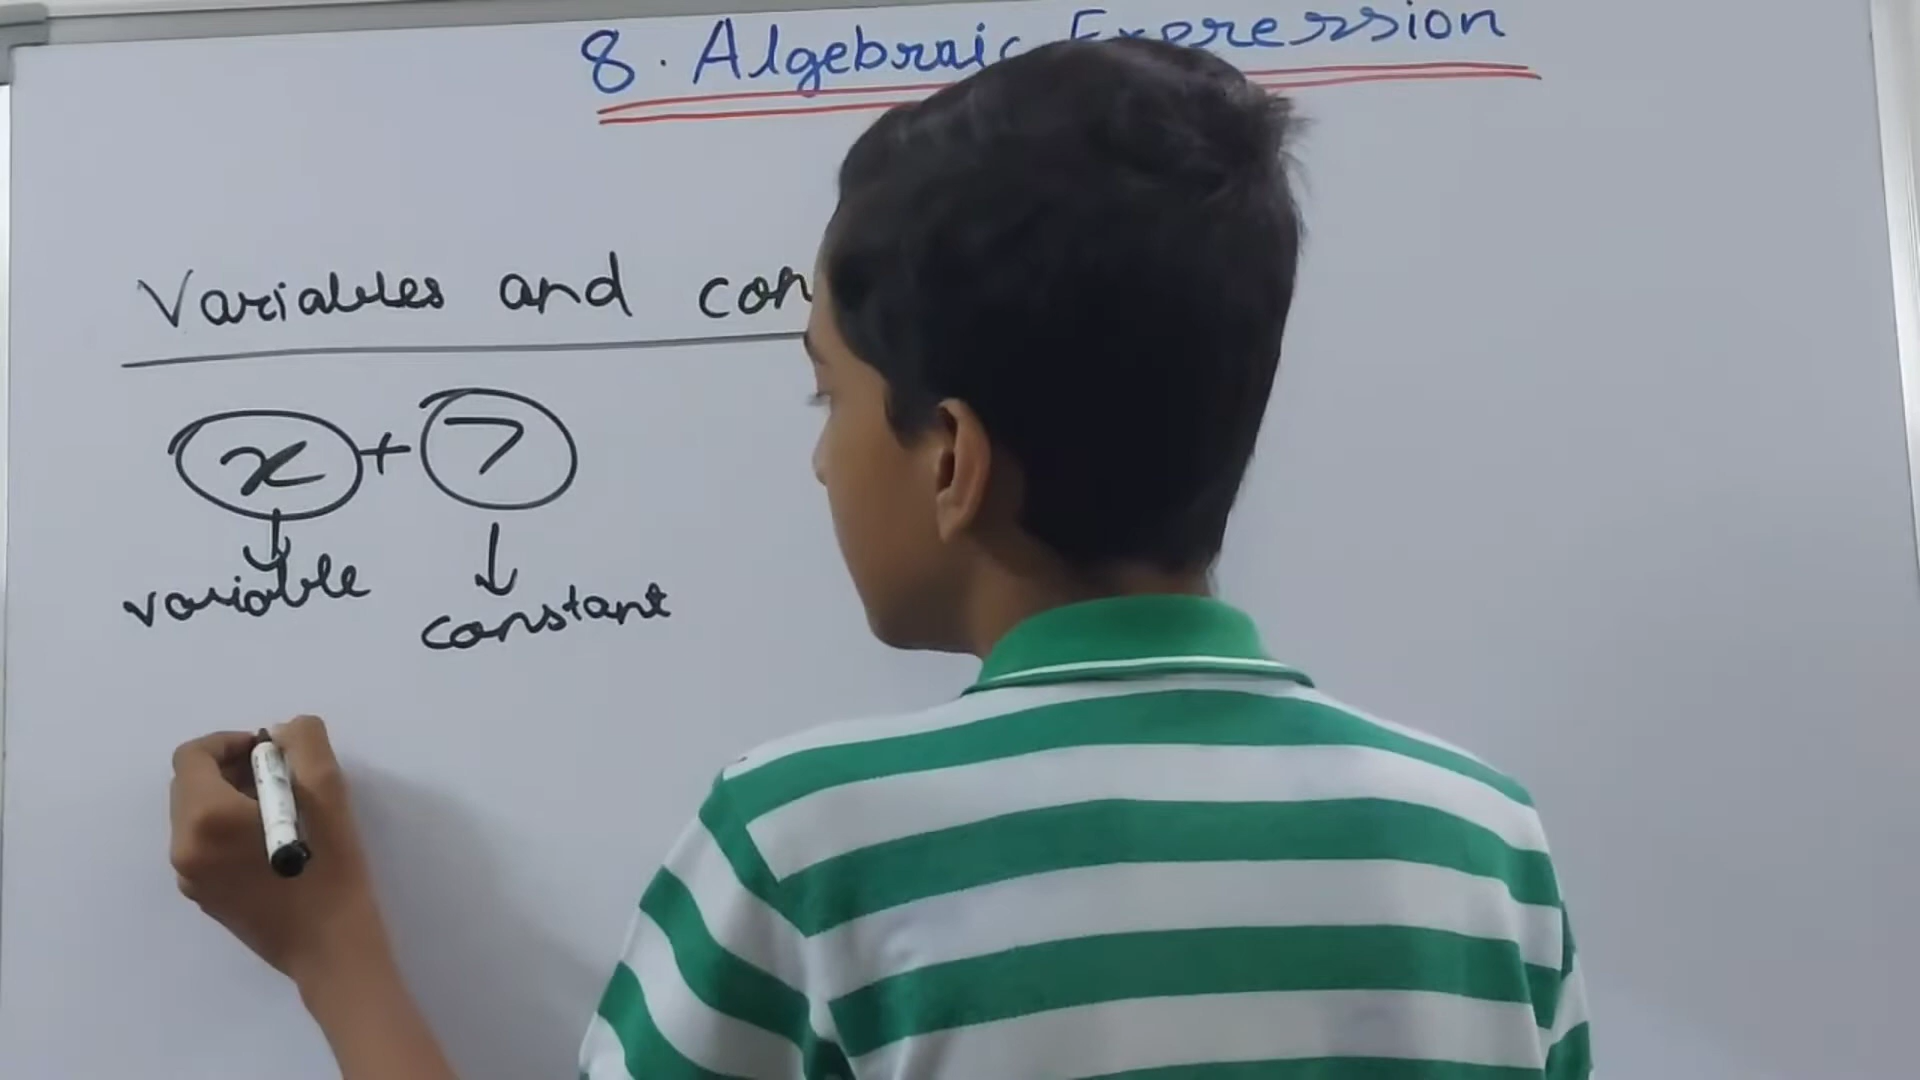 8. Algebraic Expression
Variables and con
x + 7
variable
constant